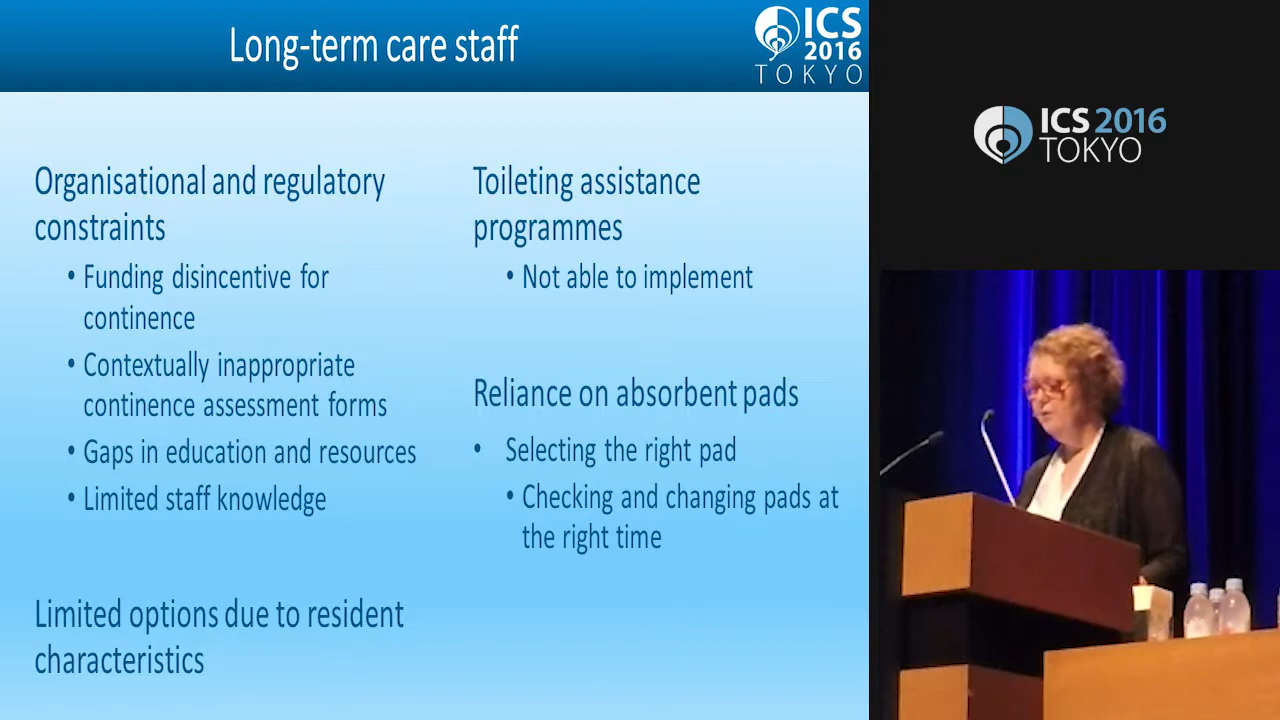 Long-term care staff
ICS
2016
TOKYO
Organisational and regulatory
constraints
• Funding disincentive for
continence
• Contextually inappropriate
continence assessment forms
• Gaps in education and resources
• Limited staff knowledge
Limited options due to resident
characteristics
Toileting assistance
programmes
• Not able to implement
Reliance on absorbent pads
• Selecting the right pad
• Checking and changing pads at
the right time
ICS 2016
TOKYO